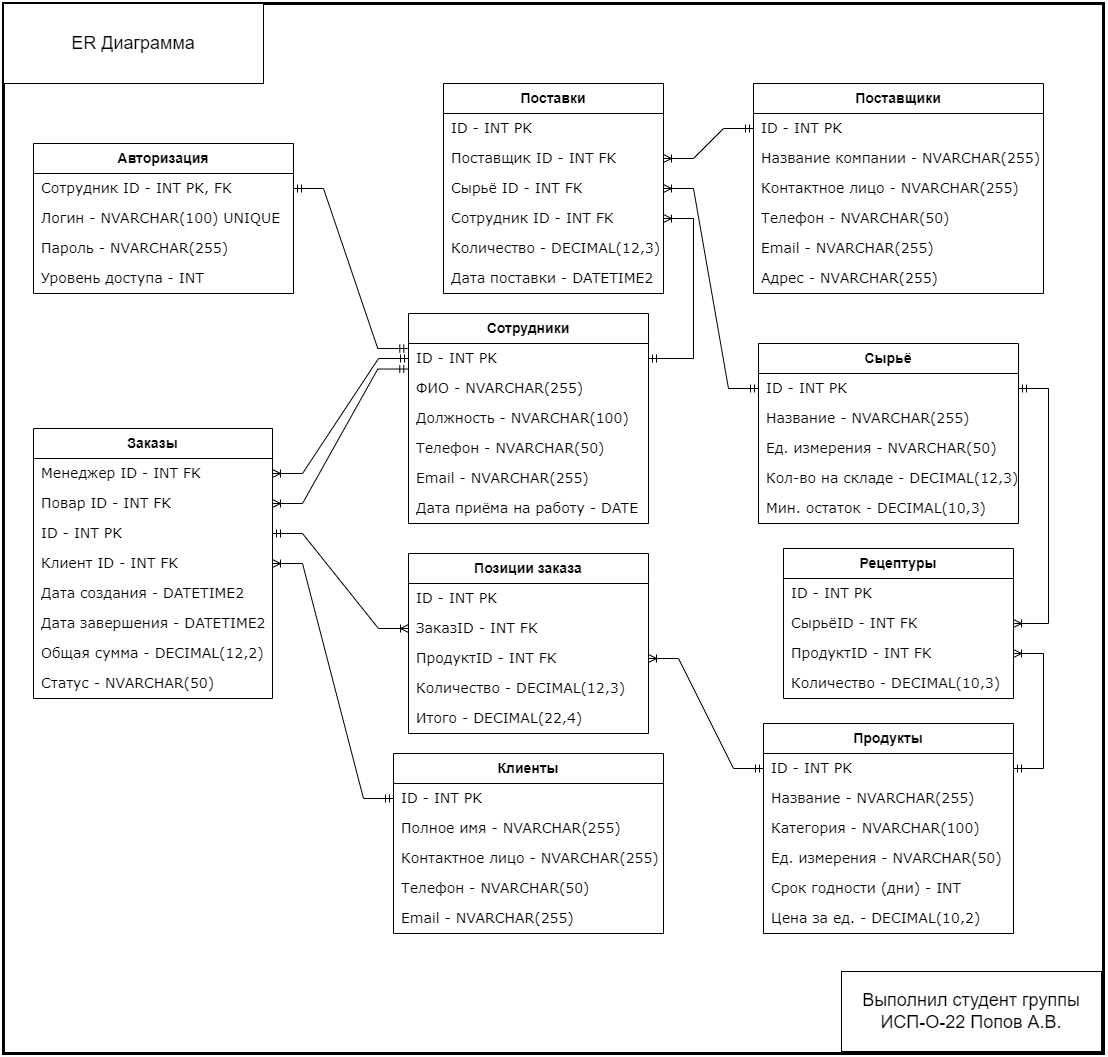 ER Диаграмма
Поставки
ID - INT PK
Поставщик ID - INT FK
Сырьё ID - INT FK
Сотрудник ID - INT FK
Количество - DECIMAL(12,3)
Дата поставки - DATETIME2
Поставщики
ID - INT PK
Название компании - NVARCHAR(255)
Контактное лицо - NVARCHAR(255)
Телефон - NVARCHAR(50)
Email - NVARCHAR(255)
Адрес - NVARCHAR(255)
Авторизация
Сотрудник ID - INT PK, FK
Логин - NVARCHAR(100) UNIQUE
Пароль - NVARCHAR(255)
Уровень доступа - INT
Сотрудники
ID - INT PK
ФИО - NVARCHAR(255)
Должность - NVARCHAR(100)
Телефон - NVARCHAR(50)
Email - NVARCHAR(255)
Дата приёма на работу - DATE
Сырьё
ID - INT PK
Название - NVARCHAR(255)
Ед. измерения - NVARCHAR(50)
Кол-во на складе - DECIMAL(12,3)
Мин. остаток - DECIMAL(10,3)
Заказы
Менеджер ID - INT FK
Повар ID - INT FK
ID - INT PK
Клиент ID - INT FK
Дата создания - DATETIME2
Дата завершения - DATETIME2
Общая сумма - DECIMAL(12,2)
Статус - NVARCHAR(50)
Позиции заказа
ID - INT PK
ЗаказID - INT FK
ПродуктID - INT FK
Количество - DECIMAL(12,3)
Итого - DECIMAL(22,4)
Рецептуры
ID - INT PK
СырьёID - INT FK
ПродуктID - INT FK
Количество - DECIMAL(10,3)
Клиенты
ID - INT PK
Полное имя - NVARCHAR(255)
Контактное лицо - NVARCHAR(255)
Телефон - NVARCHAR(50)
Email - NVARCHAR(255)
Продукты
ID - INT PK
Название - NVARCHAR(255)
Категория - NVARCHAR(100)
Ед. измерения - NVARCHAR(50)
Срок годности (дни) - INT
Цена за ед. - DECIMAL(10,2)
Выполнил студент группы
ИСП-О-22 Попов А.В.